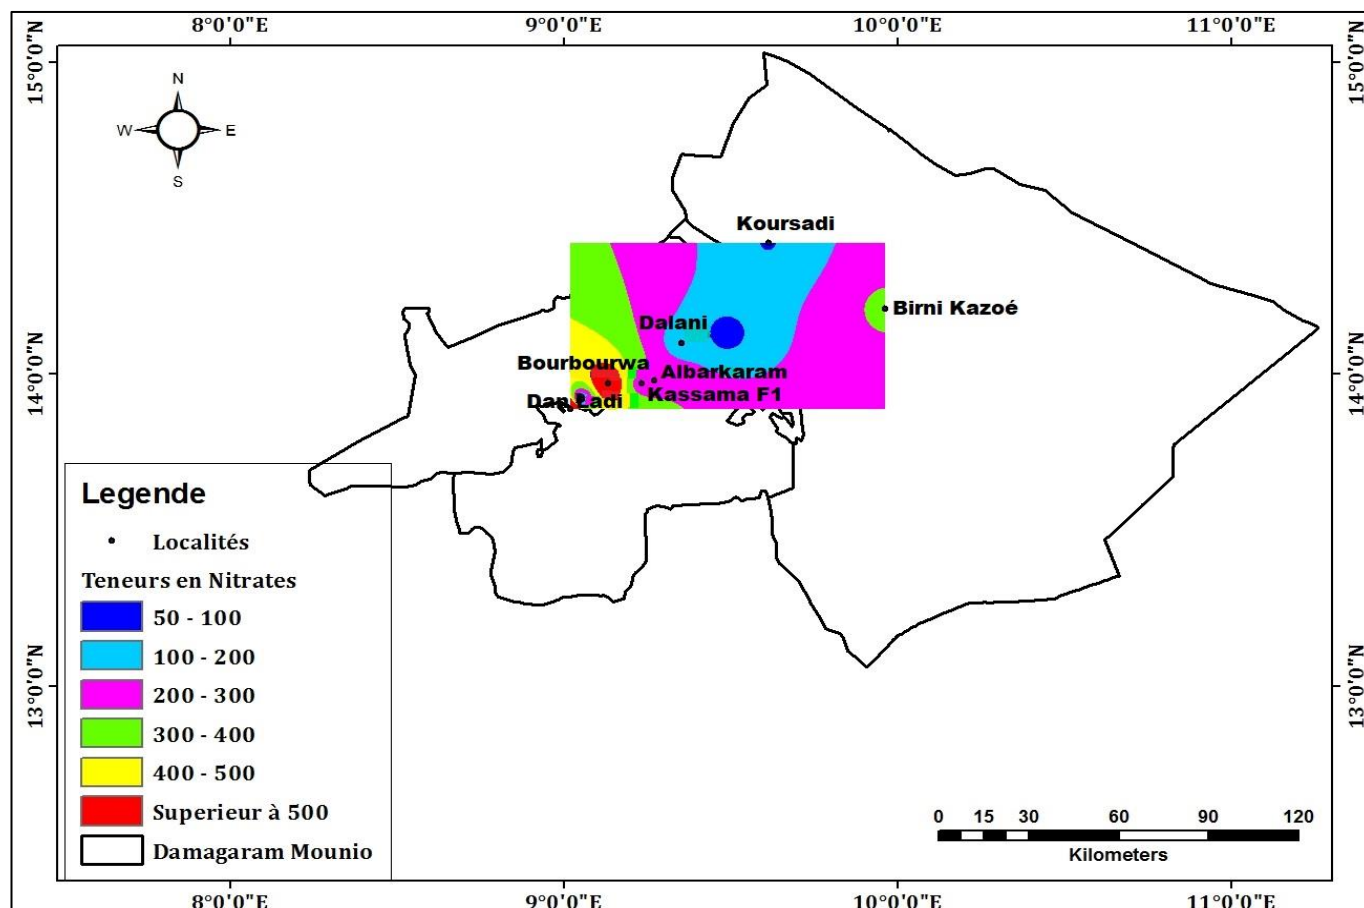 8°0'0"E 9°0'0"E 10°0'0"E 11°0'0"E
15°0'0"N 15°0'0"N
N
W E
S
Koursadi
Birni Kazoé
Dalani
14°0'0"N 14°0'0"N
Bourbourwa
Albarkaram
Kassama F1
Dan Ladi
13°0'0"N 13°0'0"N
Legende
Localités
Teneurs en Nitrates
50 - 100
100 - 200
200 - 300
300 - 400
400 - 500
Superieur à 500
Damagaram Mounio
0 15 30 60 90 120
Kilometers
8°0'0"E 9°0'0"E 10°0'0"E 11°0'0"E